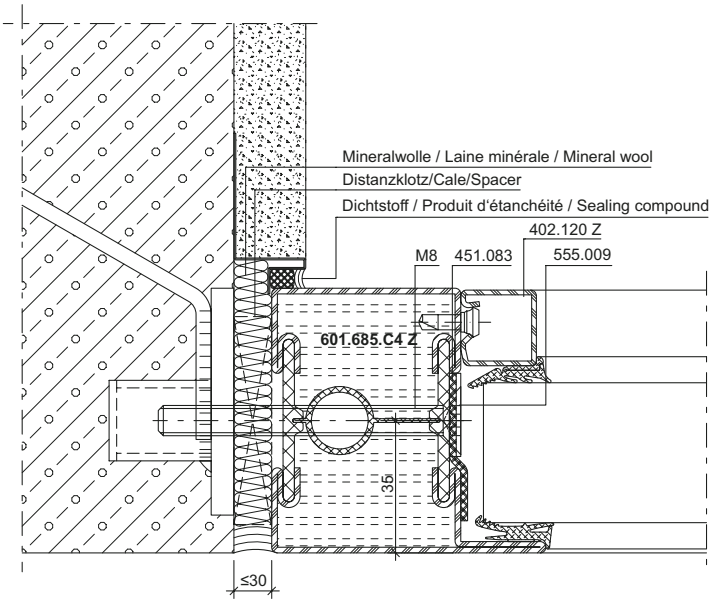 Mineralwolle / Laine minérale / Mineral wool
Distanzklotz/Cale/Spacer
Dichtstoff / Produit d'étanchéité / Sealing compound
402.120 Z
M8 451.083 555.009
601.685.C4 Z
35
≤30